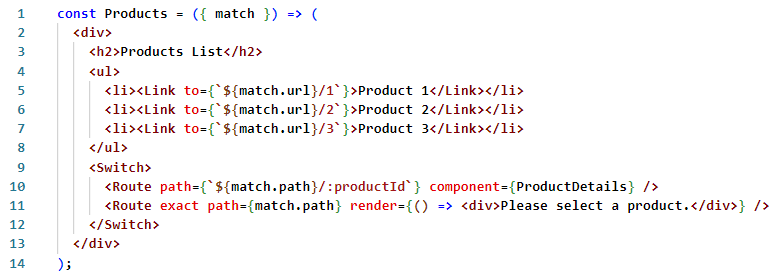 1 const Products = ({ match }) => (
2   <div>
3     <h2>Products List</h2>
4     <ul>
5       <li><Link to={`${match.url}/1`}>Product 1</Link></li>
6       <li><Link to={`${match.url}/2`}>Product 2</Link></li>
7       <li><Link to={`${match.url}/3`}>Product 3</Link></li>
8     </ul>
9     <Switch>
10       <Route path={`${match.path}/:productId`} component={ProductDetails} />
11       <Route exact path={match.path} render={() => <div>Please select a product.</div>} />
12     </Switch>
13   </div>
14 );